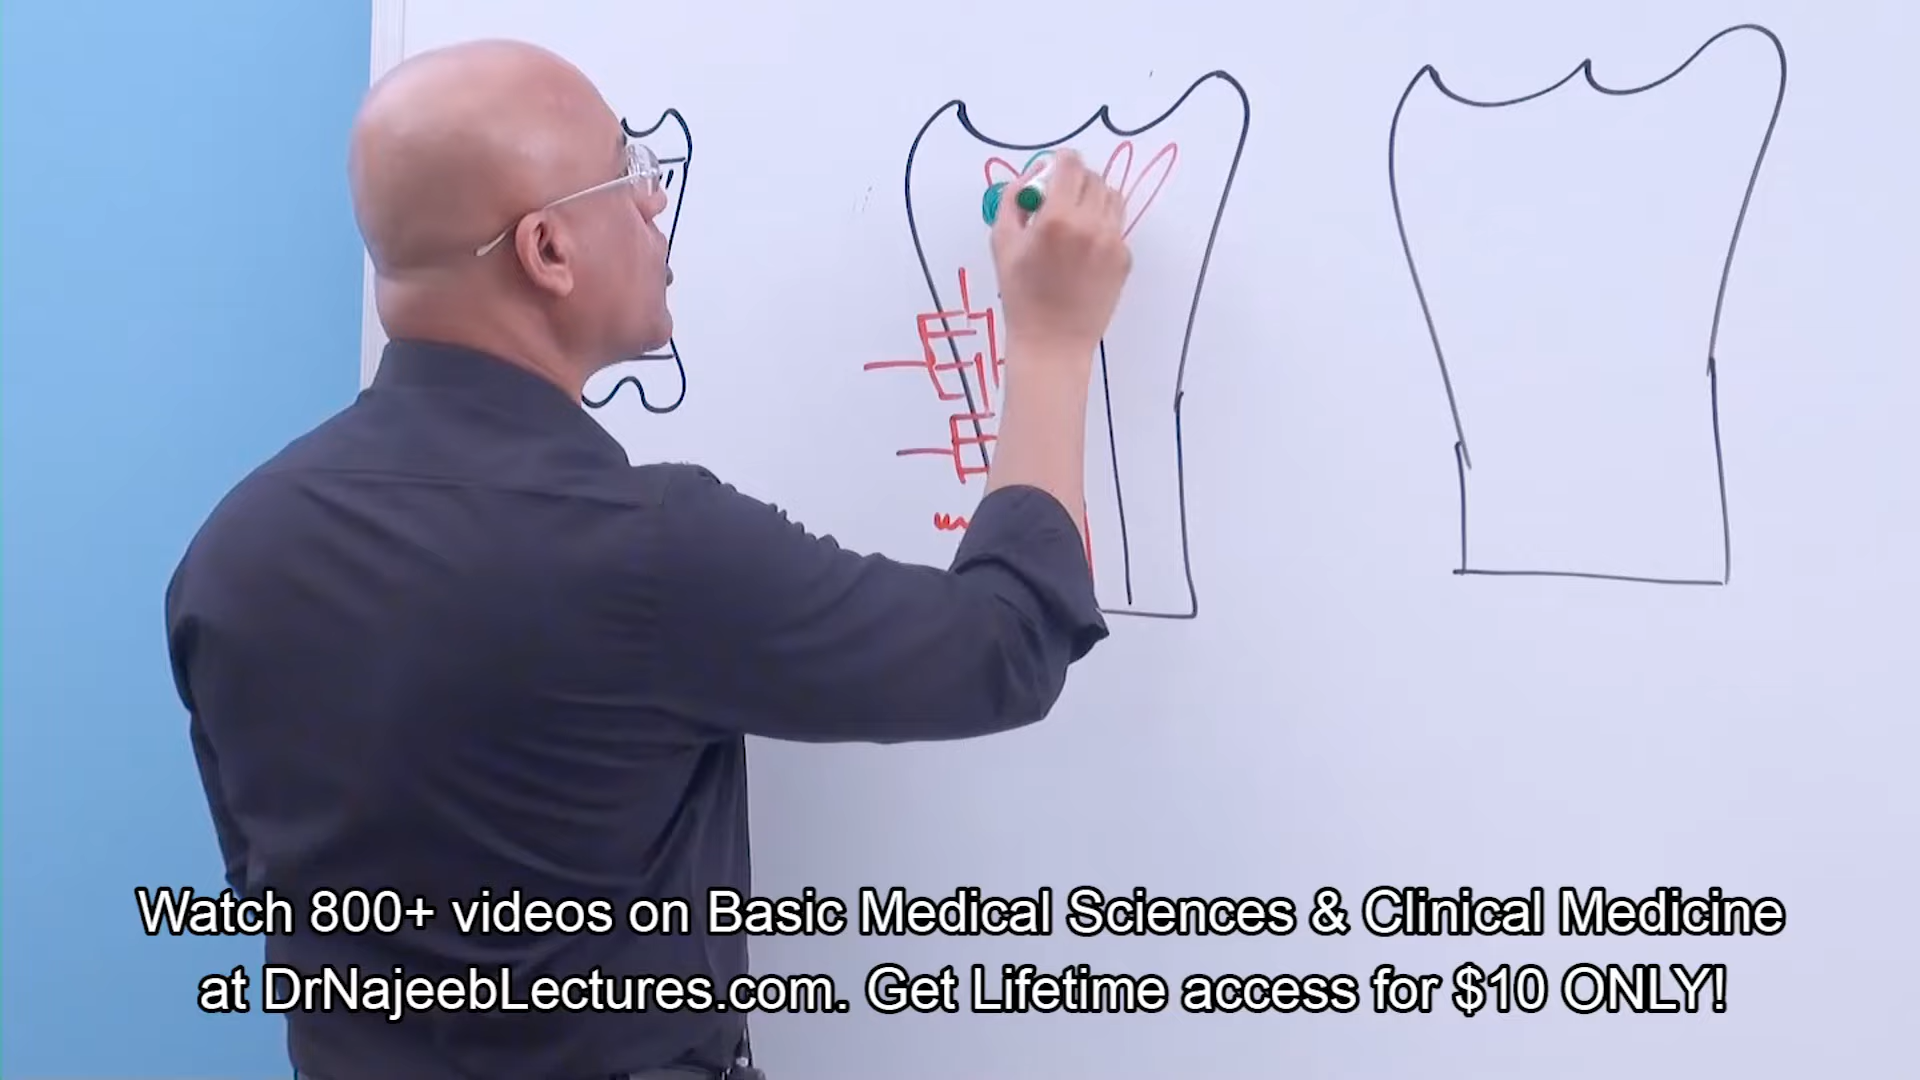 Watch 800+ videos on Basic Medical Sciences & Clinical Medicine
at DrNajeebLectures.com. Get Lifetime access for $10 ONLY!